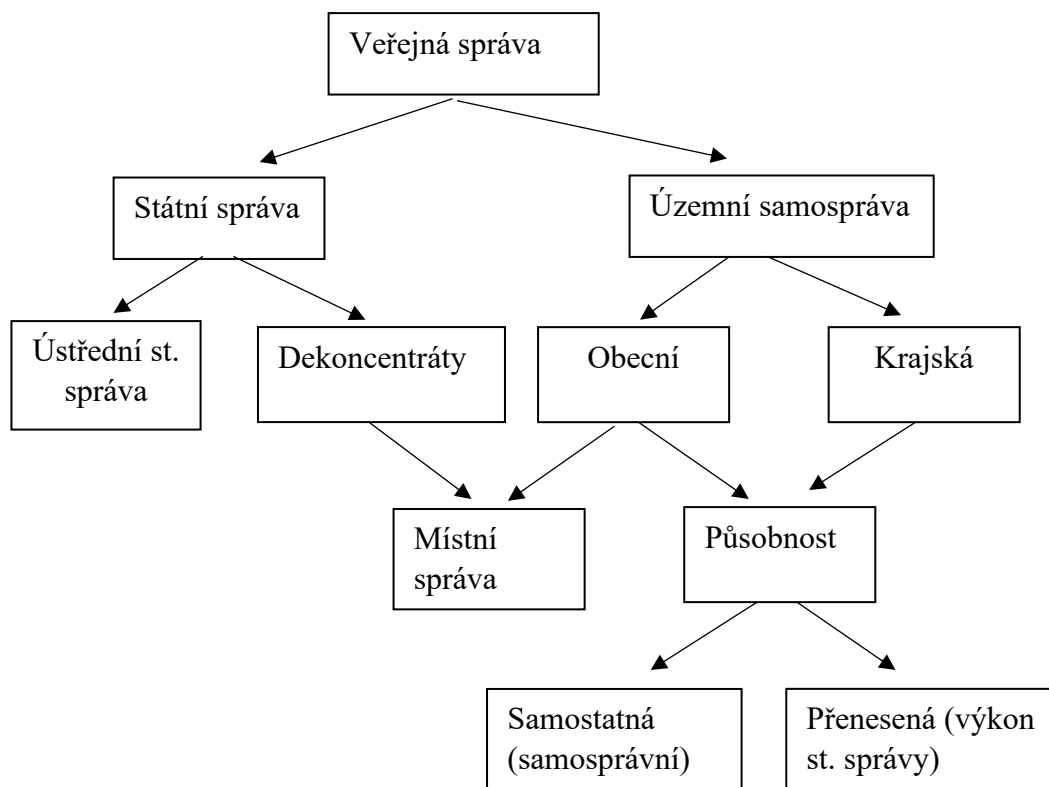 Veřejná správa
Státní správa
Územní samospráva
Ústřední st.
správa
Dekoncentráty
Obecní
Krajská
Místní
správa
Působnost
Samostatná
(samosprávní)
Přenesená (výkon
st. správy)